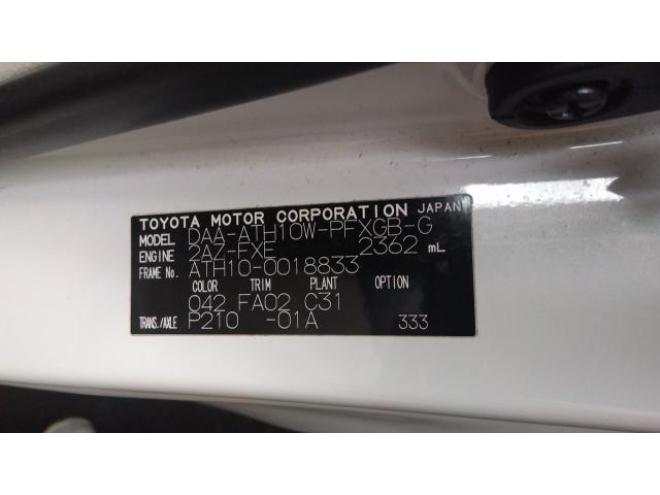 TOYOTA MOTOR CORPORATION JAPAN
MODEL DAA-ATH10W-PFXGB-G
ENGINE 2AZ-FXE 2362 mL
FRAME No. ATH10-0018833
COLOR TRIM PLANT OPTION
042 FA02 C31
TRANS./AXLE P210 -01A 333